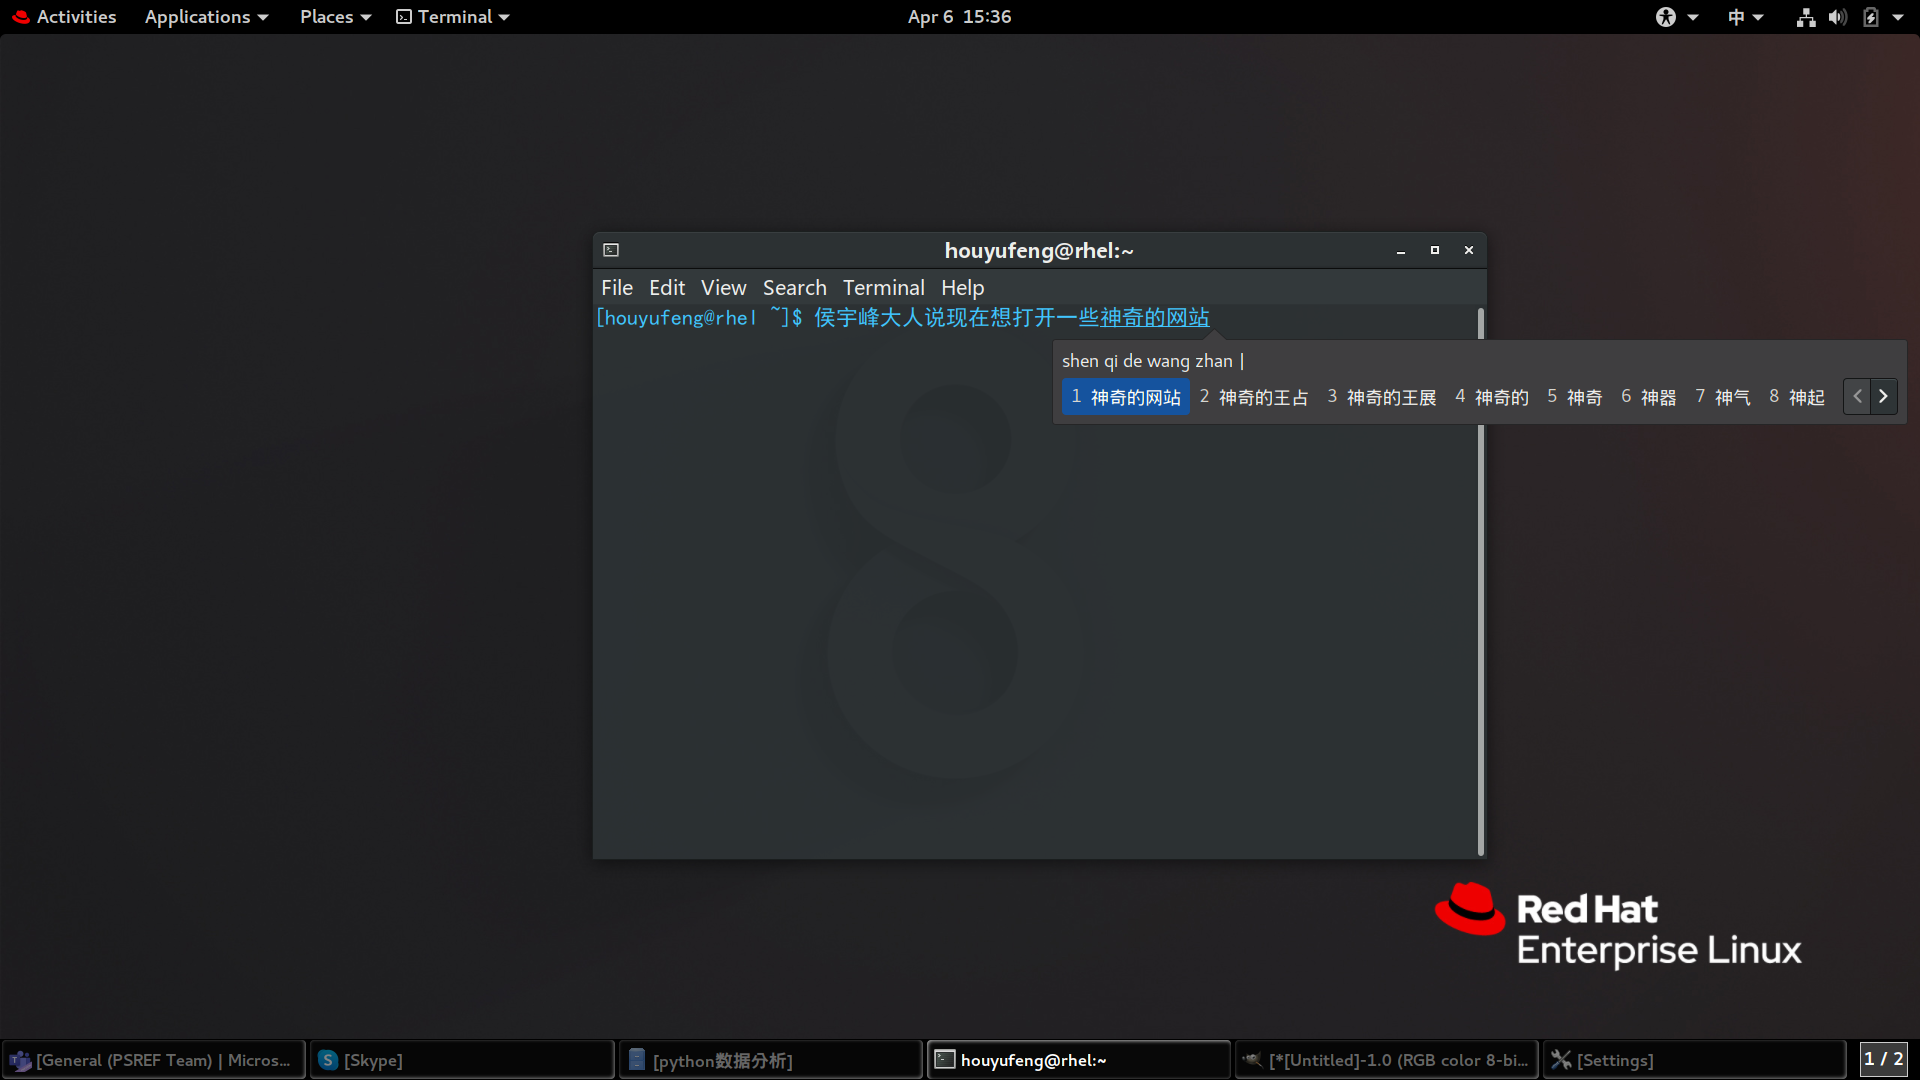 Activities Applications Places Terminal Apr 6 15:36 中
houyufeng@rhel:~
File Edit View Search Terminal Help
[houyufeng@rhel ~]$ 侯宇峰大人说现在想打开一些神奇的网站
shen qi de wang zhan |
1 神奇的网站 2 神奇的王占 3 神奇的王展 4 神奇的 5 神奇 6 神器 7 神气 8 神起
Red Hat
Enterprise Linux
[General (PSREF Team) | Micros... [Skype] [python数据分析] houyufeng@rhel:~ [*[Untitled]-1.0 (RGB color 8-bi... [Settings] 1 / 2